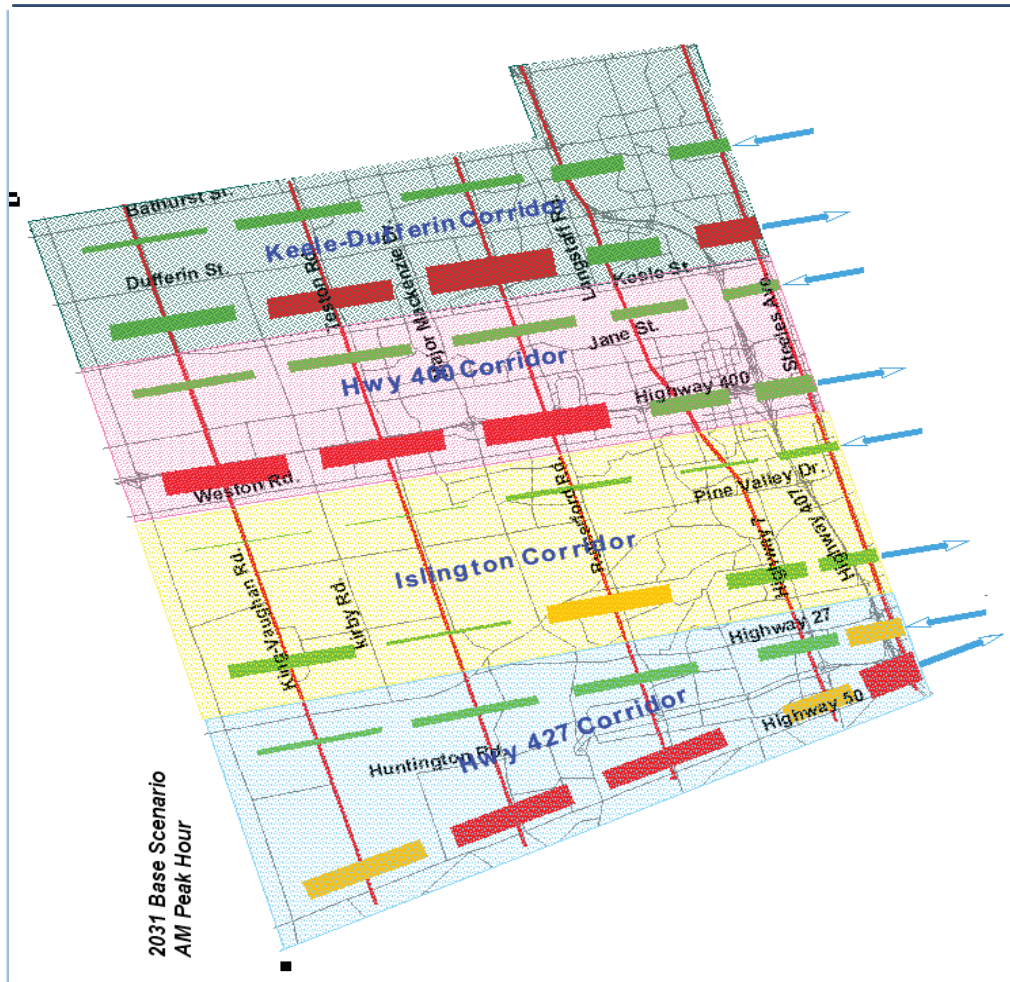 Bathurst St.
Keele-Dufferin Corridor
Dufferin St.
Teston Rd.
Major Mackenzie Dr.
Langstaff Rd.
Keele St.
Steeles Ave.
Jane St.
Hwy 400 Corridor
Highway 400
Weston Rd.
Rutherford Rd.
Pine Valley Dr.
Highway 407
Highway 7
Islington Corridor
King-Vaughan Rd.
Kirby Rd.
Highway 27
Highway 50
Huntington Rd.
Hwy 427 Corridor
2031 Base Scenario
AM Peak Hour